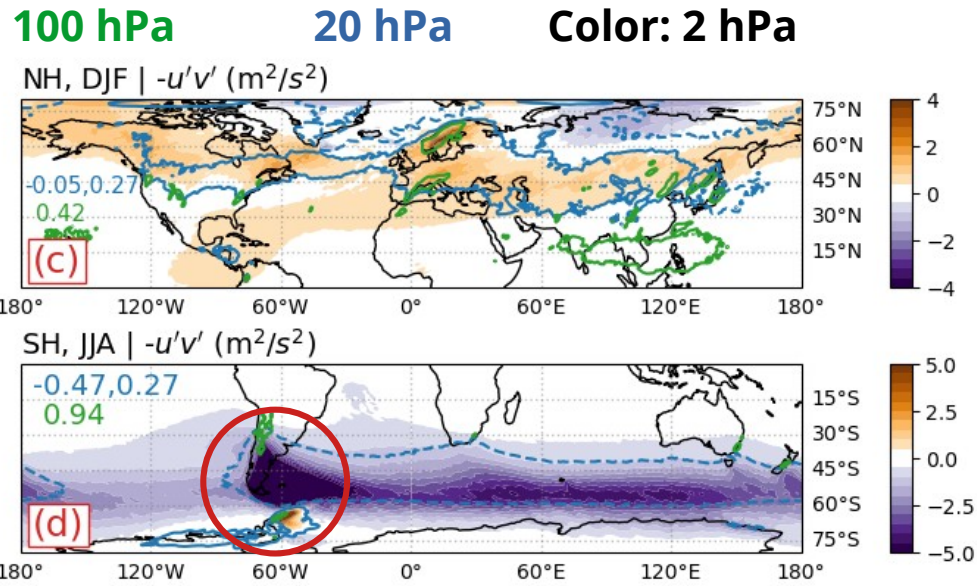 100 hPa 20 hPa Color: 2 hPa
NH, DJF | -u′v′ (m²/s²)
75°N
60°N
45°N
30°N
15°N
-0.05,0.27
0.42
(c)
180° 120°W 60°W 0° 60°E 120°E 180°
4
2
0
−2
−4
SH, JJA | -u′v′ (m²/s²)
-0.47,0.27
0.94
15°S
30°S
45°S
60°S
75°S
(d)
180° 120°W 60°W 0° 60°E 120°E 180°
5.0
2.5
0.0
−2.5
−5.0